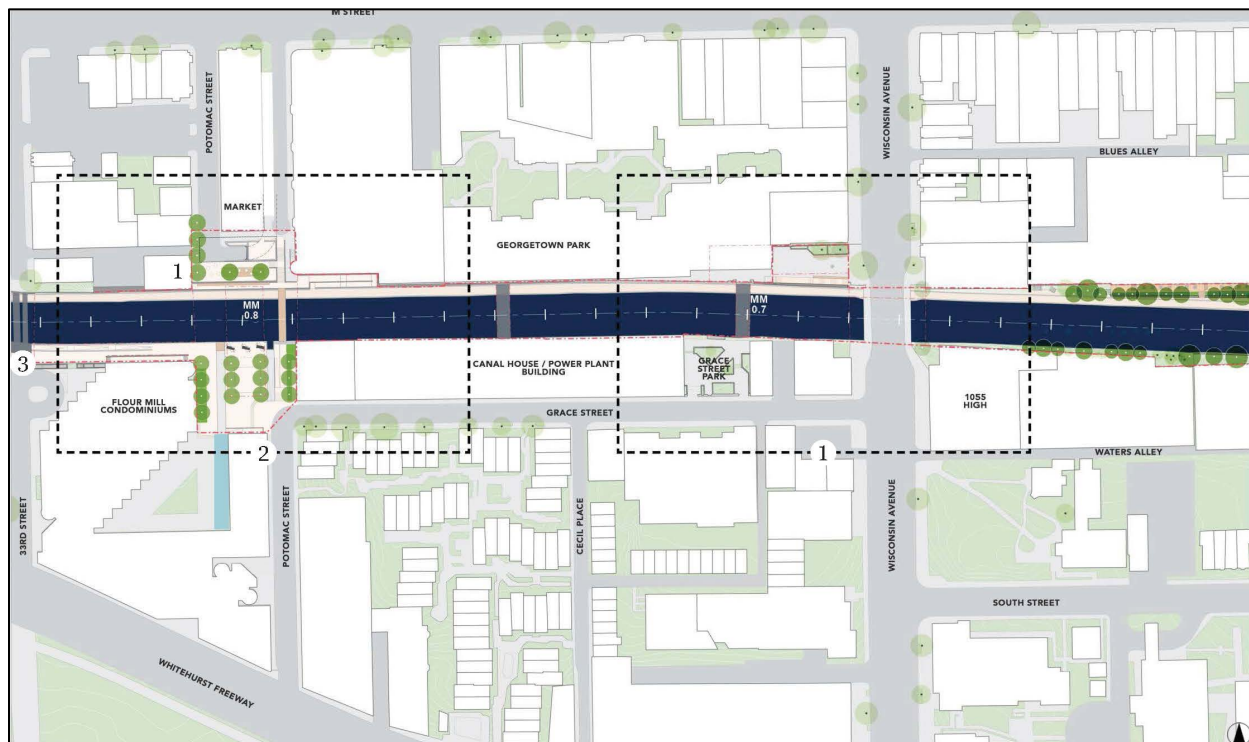 M STREET
POTOMAC STREET
WISCONSIN AVENUE
BLUES ALLEY
MARKET
GEORGETOWN PARK
1
MM
0.8
MM
0.7
3
CANAL HOUSE / POWER PLANT
BUILDING
GRACE
STREET
PARK
FLOUR MILL
CONDOMINIUMS
1055
HIGH
GRACE STREET
2
1
WATERS ALLEY
33RD STREET
POTOMAC STREET
CECIL PLACE
WISCONSIN AVENUE
SOUTH STREET
WHITEHURST FREEWAY